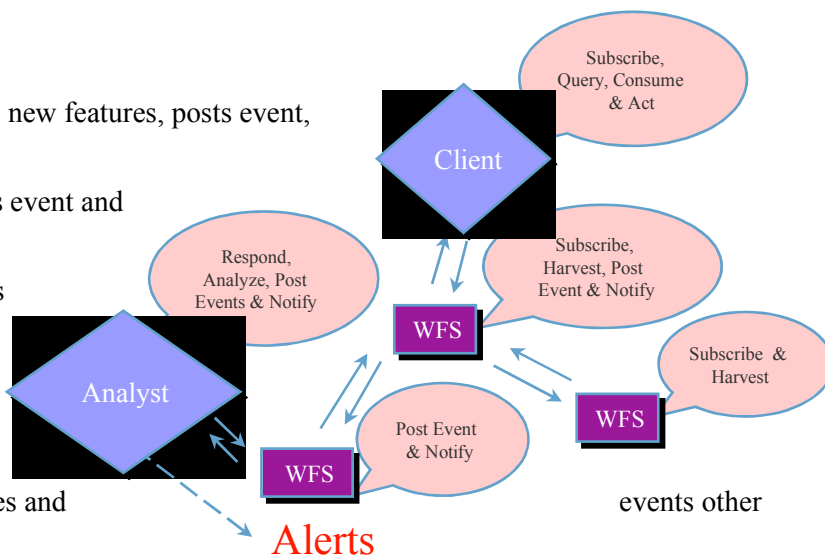 Subscribe,
Query, Consume
& Act
new features, posts event,
Client
s event and
Respond,
Analyze, Post
Events & Notify
Subscribe,
Harvest, Post
Event & Notify
s
WFS
Subscribe &
Harvest
Analyst
WFS
Post Event
& Notify
WFS
es and
events other
Alerts